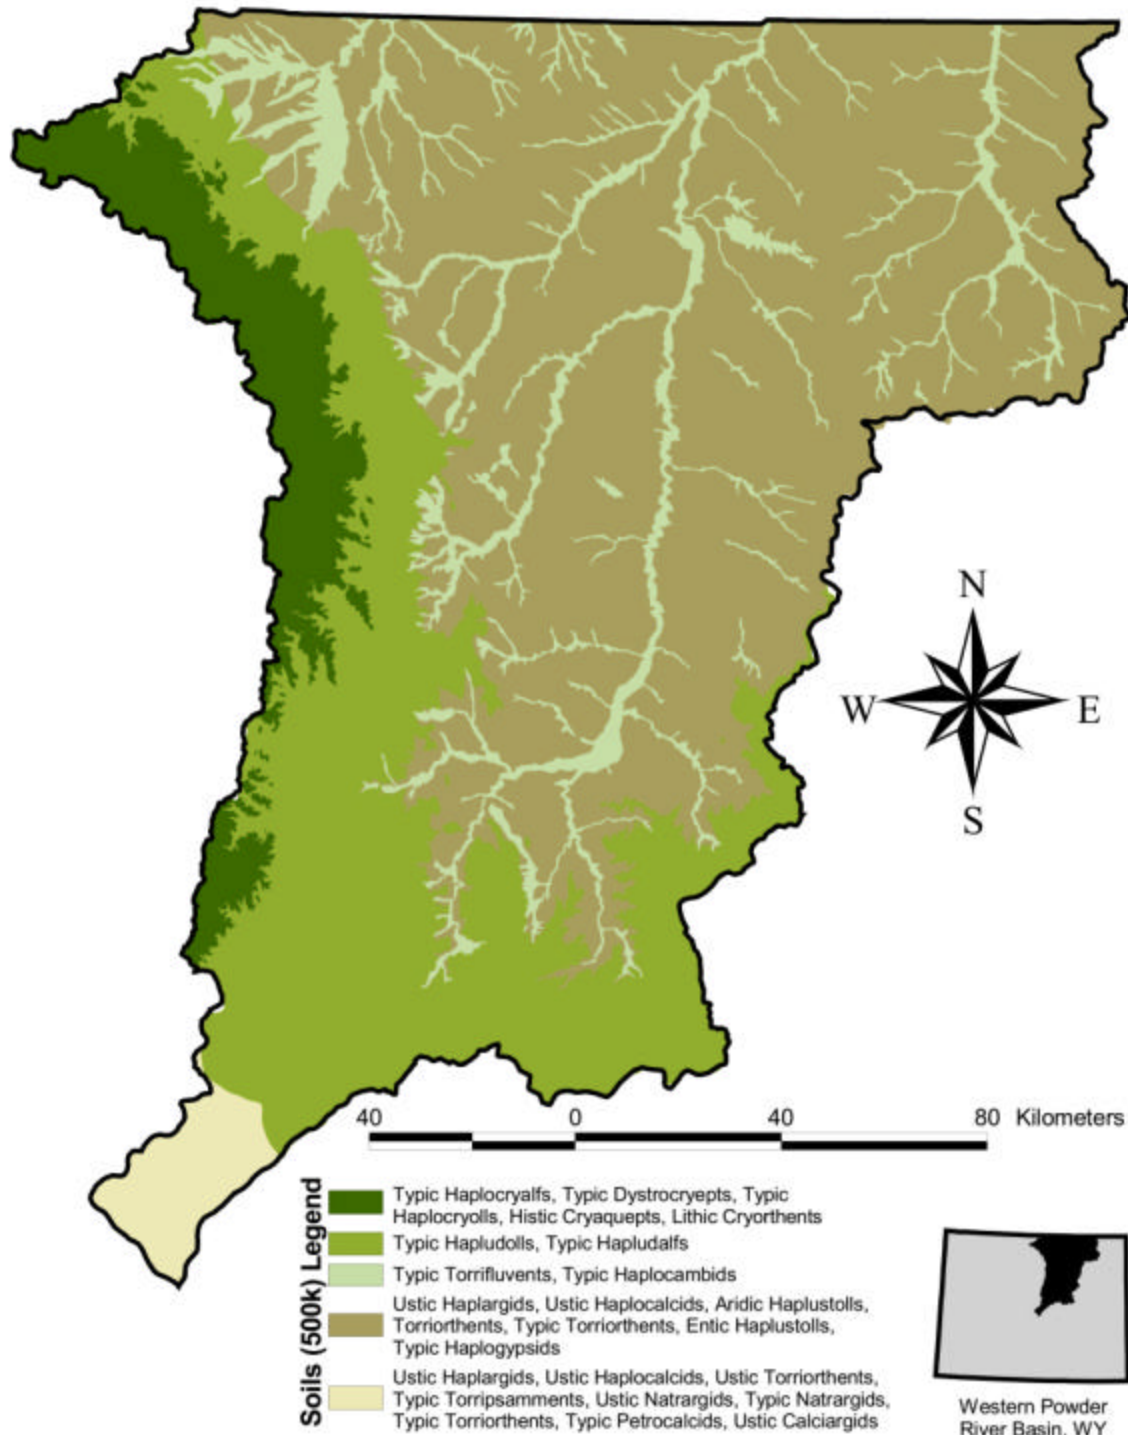 N
W E
S
40 0 40 80 Kilometers
Soils (500k) Legend
Typic Haplocryalfs, Typic Dystrocryepts, Typic
Haplocryolls, Histic Cryaquepts, Lithic Cryorthents
Typic Hapludolls, Typic Hapludalfs
Typic Torrifluvents, Typic Haplocambids
Ustic Haplargids, Ustic Haplocalcids, Aridic Haplustolls,
Torriorthents, Typic Torriorthents, Entic Haplustolls,
Typic Haplogypsids
Ustic Haplargids, Ustic Haplocalcids, Ustic Torriorthents,
Typic Torripsamments, Ustic Natrargids, Typic Natrargids,
Typic Torriorthents, Typic Petrocalcids, Ustic Calciargids
Western Powder
River Basin, WY